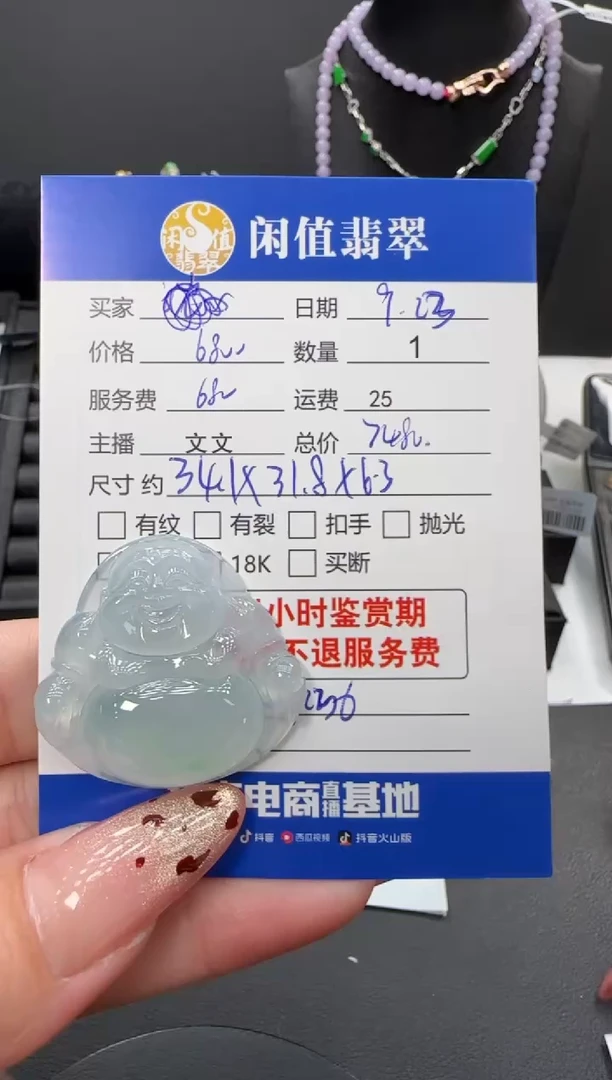 闲值翡翠
闲值翡翠
买家 日期 9.23
价格 6800 数量 1
服务费 680 运费 25
主播 文文 总价 7480.
尺寸约 34.1X31.8X6.3
有纹 有裂 扣手 抛光
18K 买断
小时鉴赏期
不退服务费
电商直播基地
抖音 西瓜视频 抖音火山版